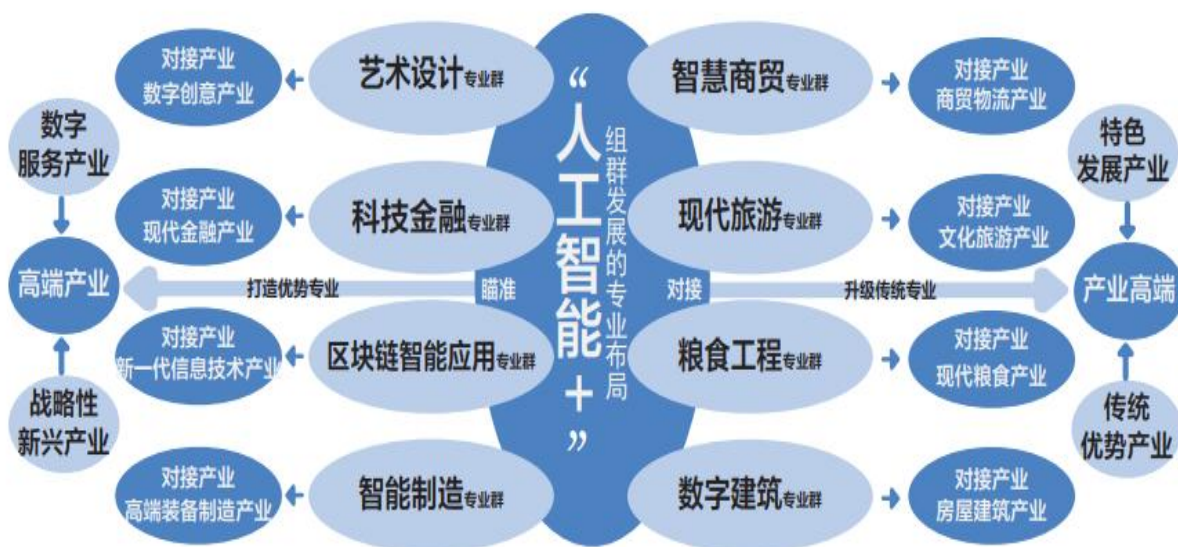 对接产业
数字创意产业
艺术设计专业群
智慧商贸专业群
对接产业
商贸物流产业
数字
服务产业
特色
发展产业
对接产业
现代金融产业
科技金融专业群
现代旅游专业群
对接产业
文化旅游产业
“人工智能+”
组群发展的专业布局
高端产业
打造优势专业
瞄准
对接
升级传统专业
产业高端
对接产业
新一代信息技术产业
区块链智能应用专业群
粮食工程专业群
对接产业
现代粮食产业
战略性
新兴产业
传统
优势产业
对接产业
高端装备制造产业
智能制造专业群
数字建筑专业群
对接产业
房屋建筑产业